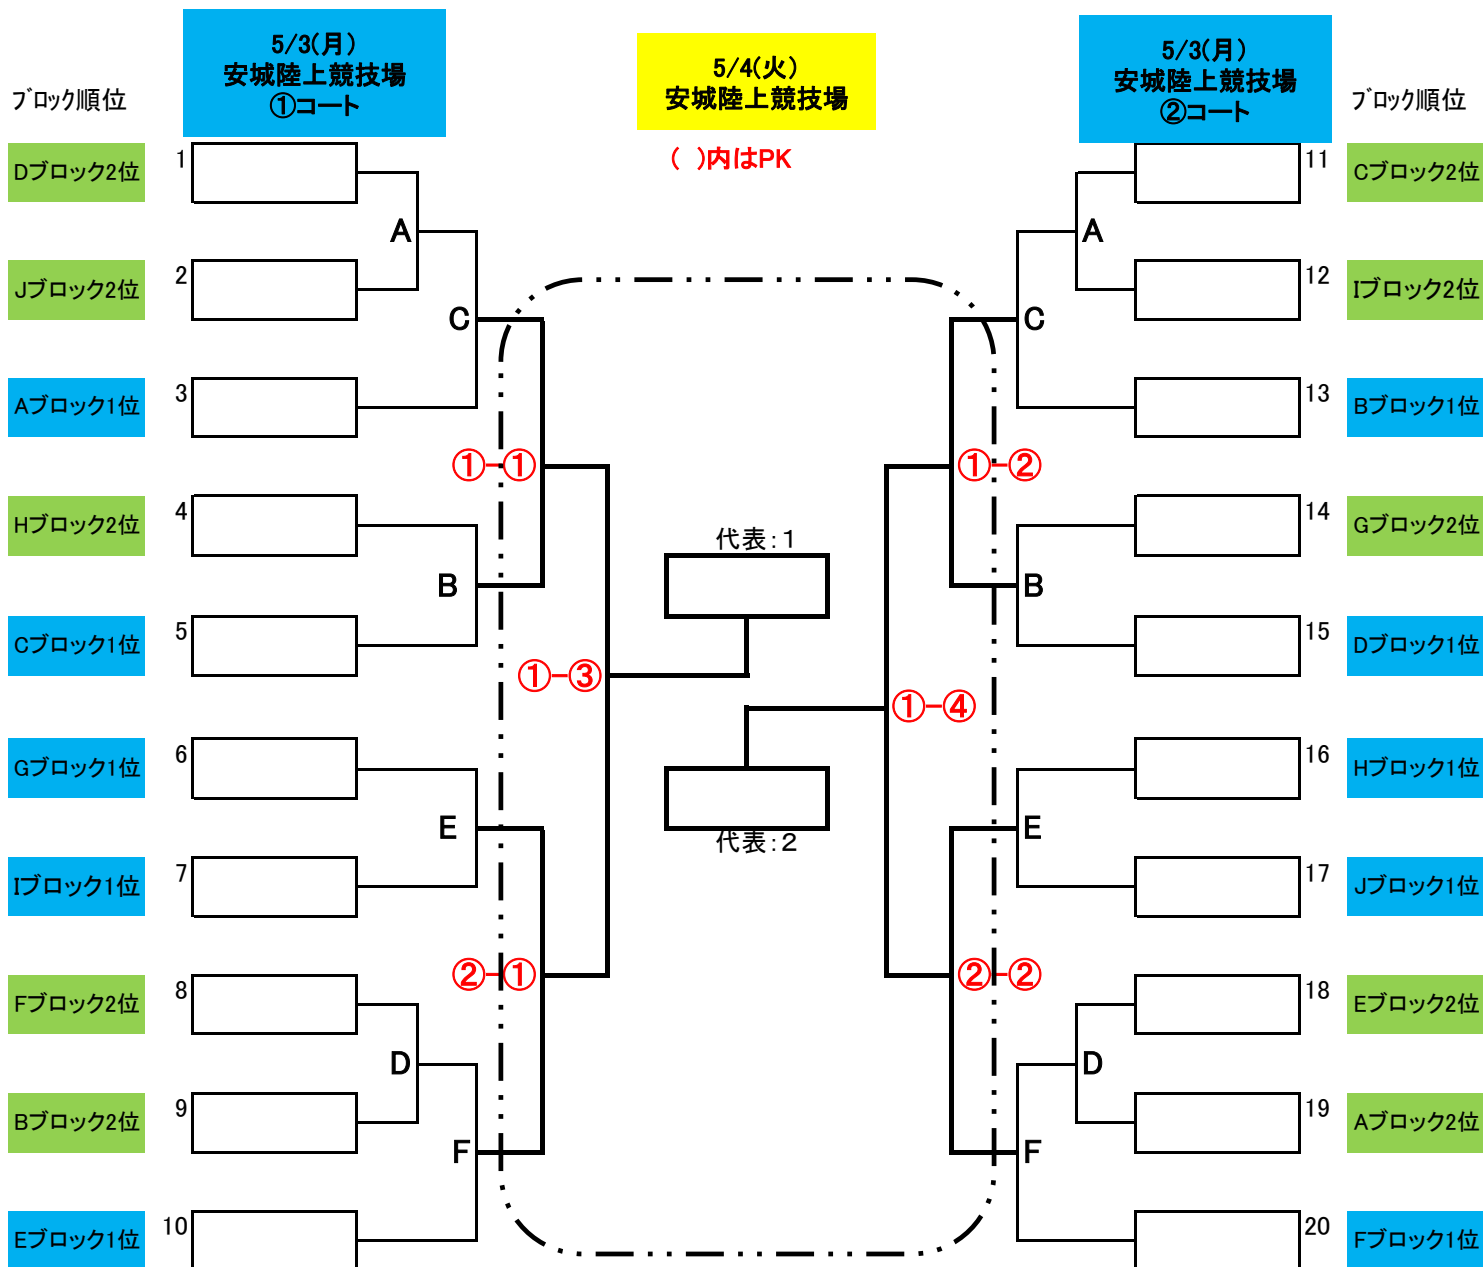 5/3(月)
安城陸上競技場
①コート
5/4(火)
安城陸上競技場
5/3(月)
安城陸上競技場
②コート
ブロック順位
ブロック順位
(　)内はPK
Dブロック2位
1
11
Cブロック2位
A
A
Jブロック2位
2
12
Iブロック2位
C
C
Aブロック1位
3
13
Bブロック1位
①-①
①-②
Hブロック2位
4
14
Gブロック2位
代表:1
B
B
Cブロック1位
5
15
Dブロック1位
①-③
①-④
Gブロック1位
6
16
Hブロック1位
E
E
代表:2
Iブロック1位
7
17
Jブロック1位
②-①
②-②
Fブロック2位
8
18
Eブロック2位
D
D
Bブロック2位
9
19
Aブロック2位
F
F
Eブロック1位
10
20
Fブロック1位